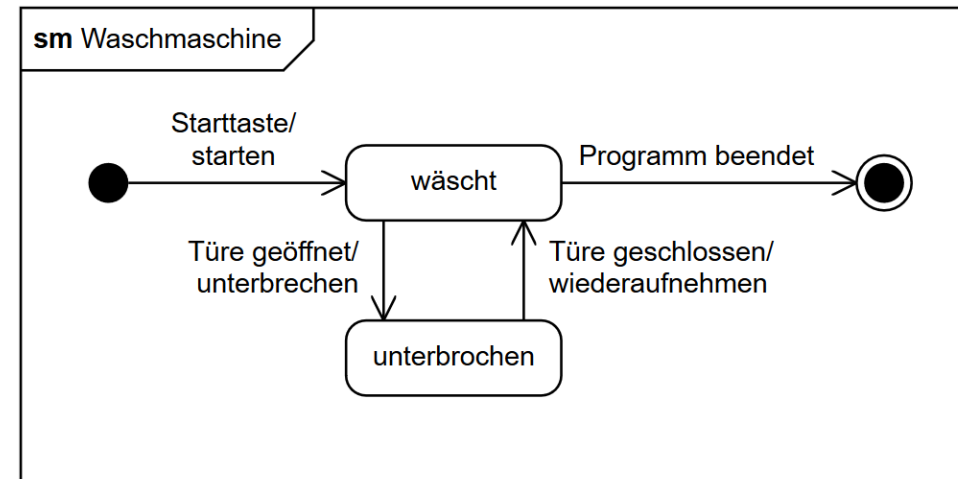 sm Waschmaschine
Starttaste/
starten
wäscht
Programm beendet
Türe geöffnet/
unterbrechen
Türe geschlossen/
wiederaufnehmen
unterbrochen